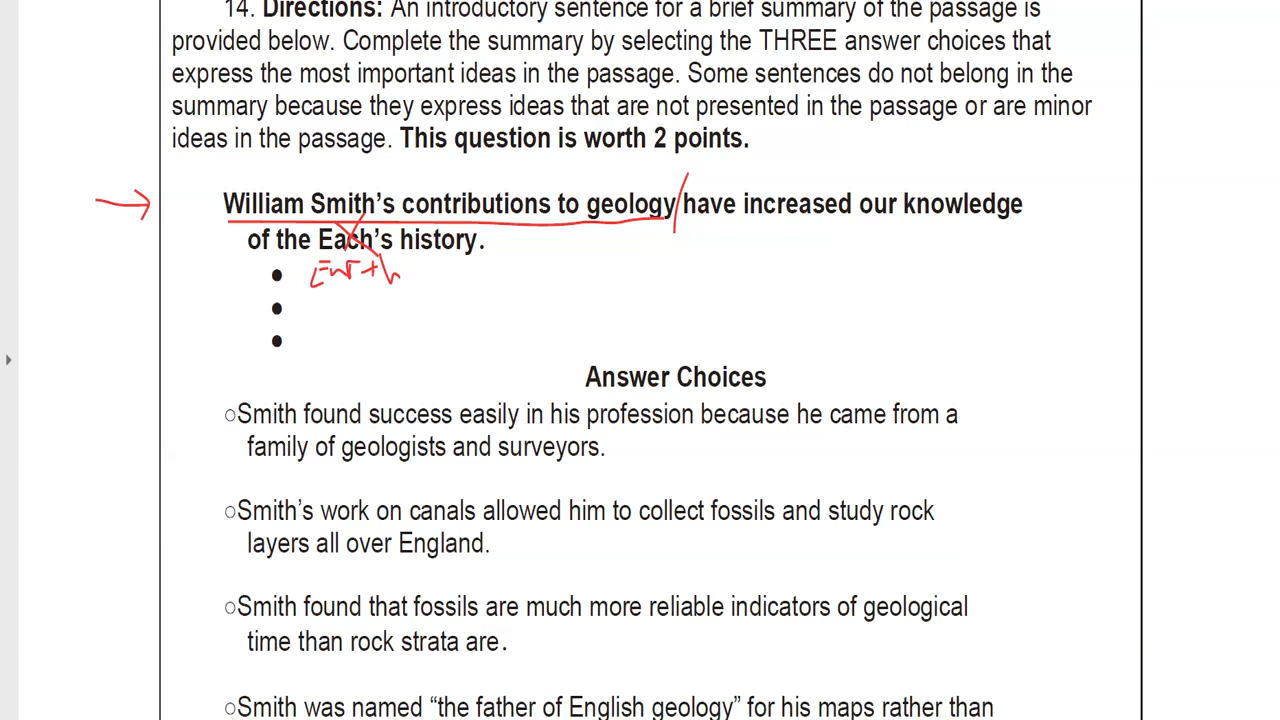 14. Directions: An introductory sentence for a brief summary of the passage is
provided below. Complete the summary by selecting the THREE answer choices that
express the most important ideas in the passage. Some sentences do not belong in the
summary because they express ideas that are not presented in the passage or are minor
ideas in the passage. This question is worth 2 points.
William Smith’s contributions to geology have increased our knowledge
of the Each’s history.
Earth
Answer Choices
○Smith found success easily in his profession because he came from a
family of geologists and surveyors.
○Smith’s work on canals allowed him to collect fossils and study rock
layers all over England.
○Smith found that fossils are much more reliable indicators of geological
time than rock strata are.
○Smith was named “the father of English geology” for his maps rather than